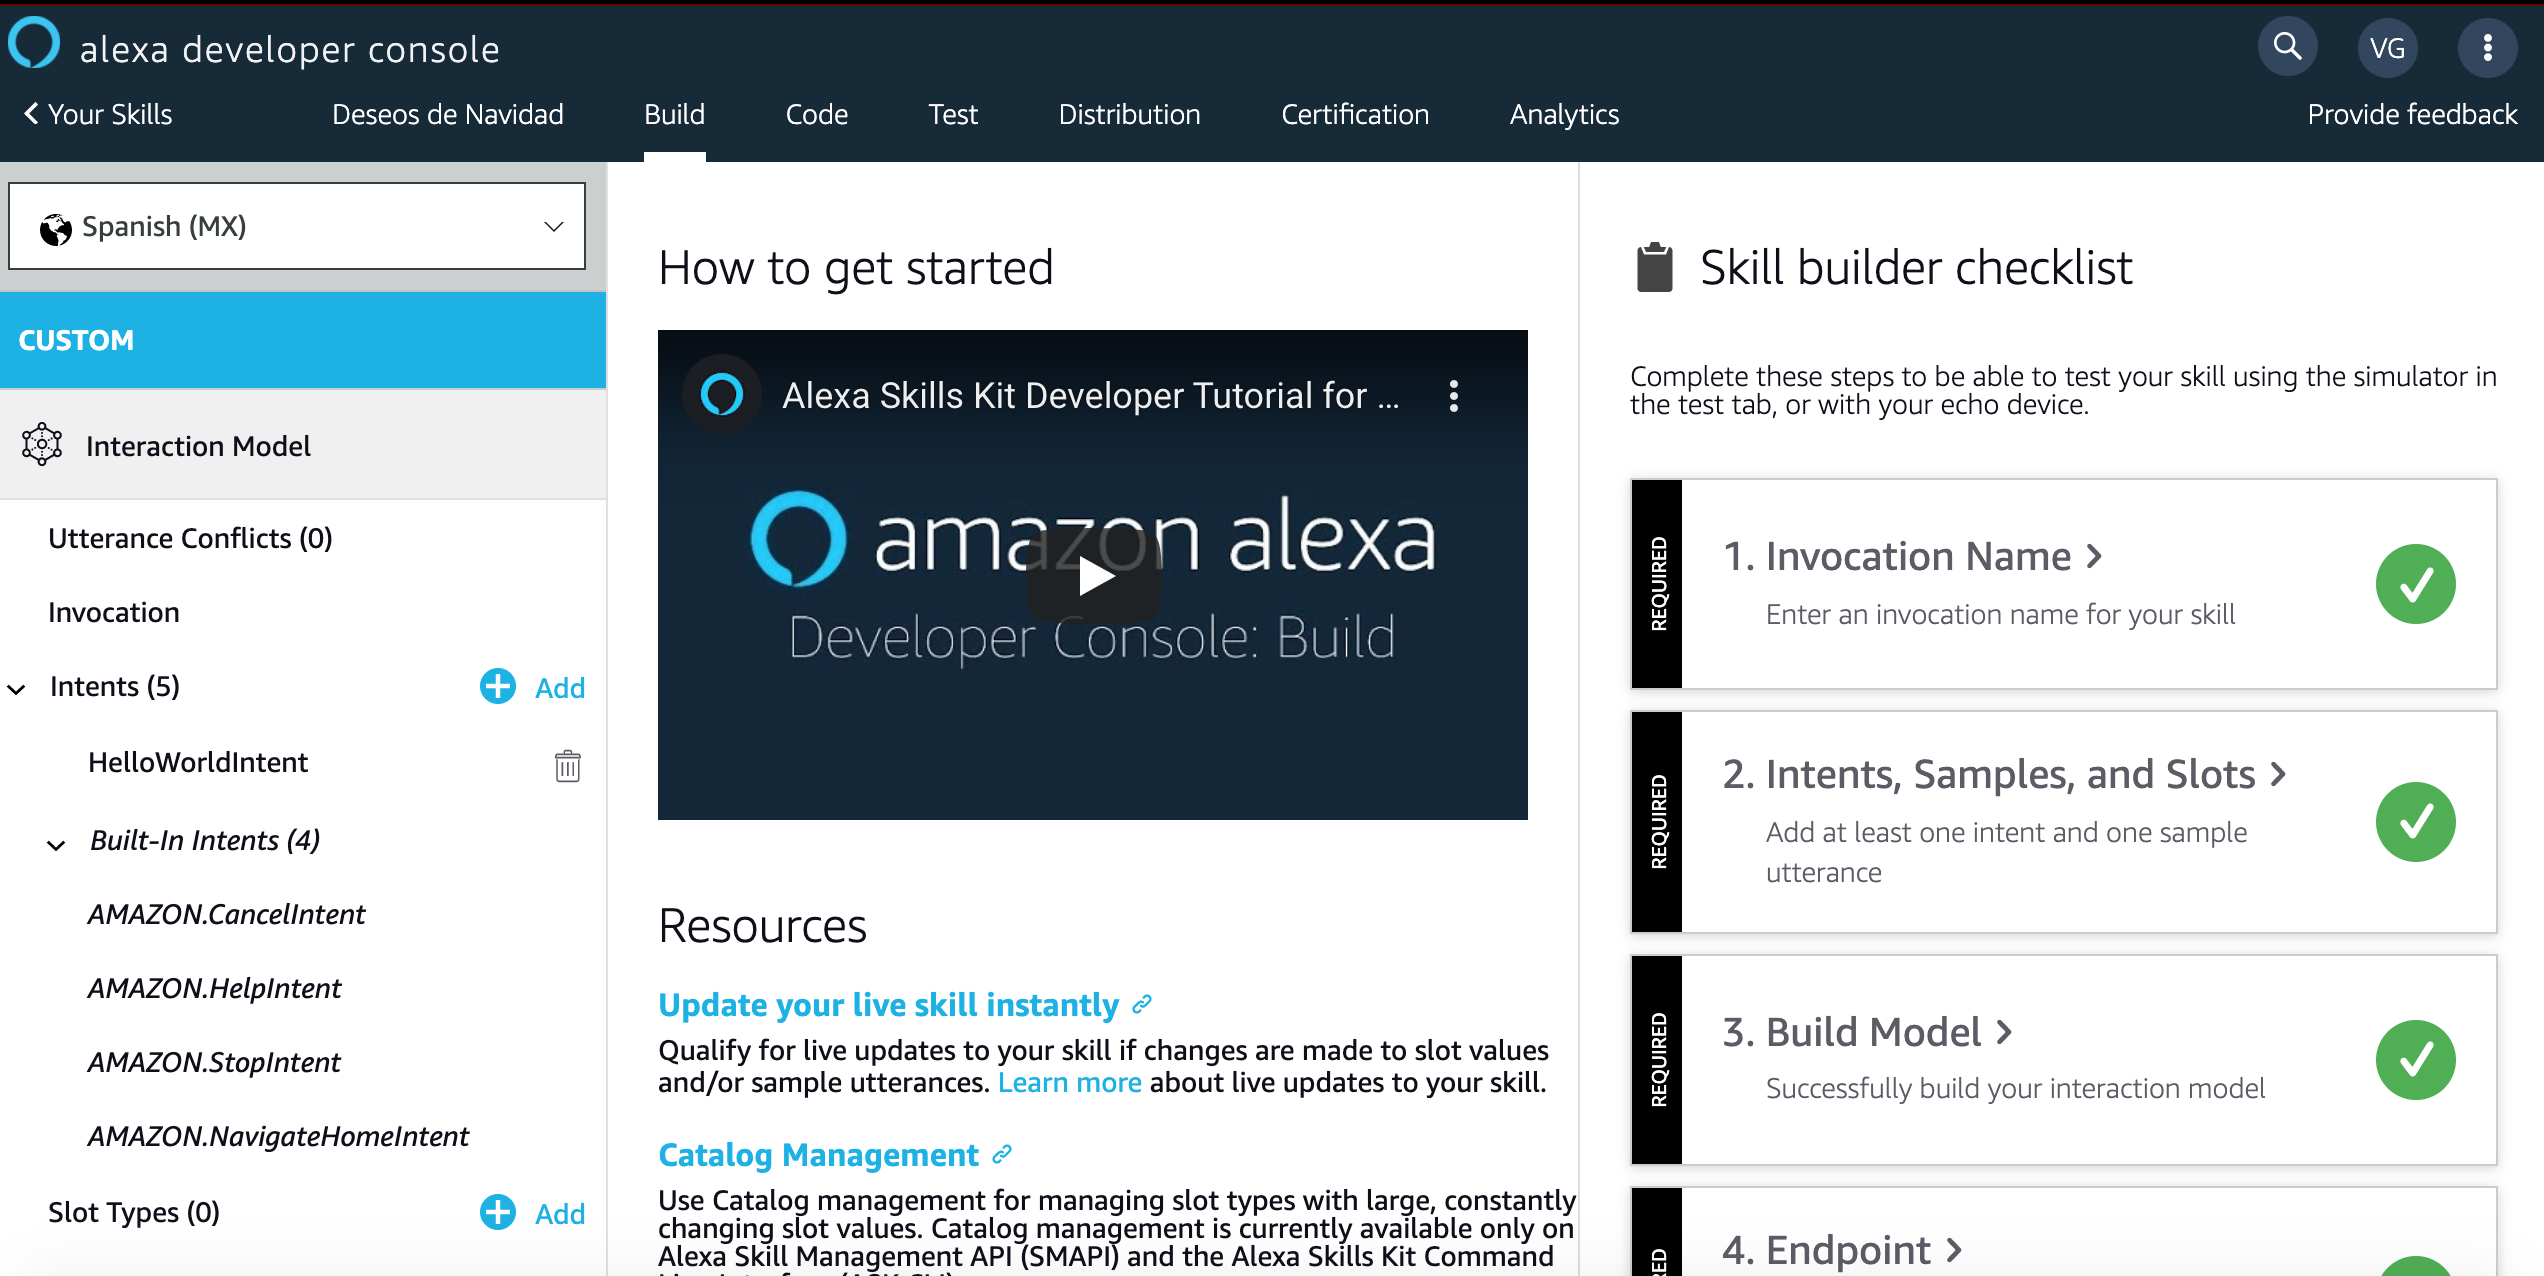 alexa developer console
VG
Your Skills
Deseos de Navidad
Build
Code
Test
Distribution
Certification
Analytics
Provide feedback
Spanish (MX)
CUSTOM
Interaction Model
Utterance Conflicts (0)
Invocation
Intents (5)
Add
HelloWorldIntent
Built-In Intents (4)
AMAZON.CancelIntent
AMAZON.HelpIntent
AMAZON.StopIntent
AMAZON.NavigateHomeIntent
Slot Types (0)
Add
How to get started
Alexa Skills Kit Developer Tutorial for ...
amazon alexa
Developer Console: Build
Resources
Update your live skill instantly
Qualify for live updates to your skill if changes are made to slot values
and/or sample utterances. Learn more about live updates to your skill.
Catalog Management
Use Catalog management for managing slot types with large, constantly
changing slot values. Catalog management is currently available only on
Alexa Skill Management API (SMAPI) and the Alexa Skills Kit Command
Skill builder checklist
Complete these steps to be able to test your skill using the simulator in
the test tab, or with your echo device.
REQUIRED
1. Invocation Name
Enter an invocation name for your skill
REQUIRED
2. Intents, Samples, and Slots
Add at least one intent and one sample
utterance
REQUIRED
3. Build Model
Successfully build your interaction model
4. Endpoint